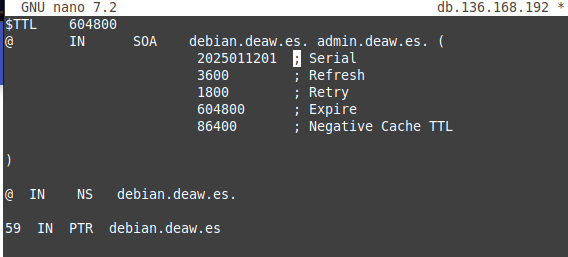 GNU nano 7.2 db.136.168.192 *
$TTL 604800
@ IN SOA debian.deaw.es. admin.deaw.es. (
2025011201 ; Serial
3600 ; Refresh
1800 ; Retry
604800 ; Expire
86400 ; Negative Cache TTL
)
@ IN NS debian.deaw.es.
59 IN PTR debian.deaw.es